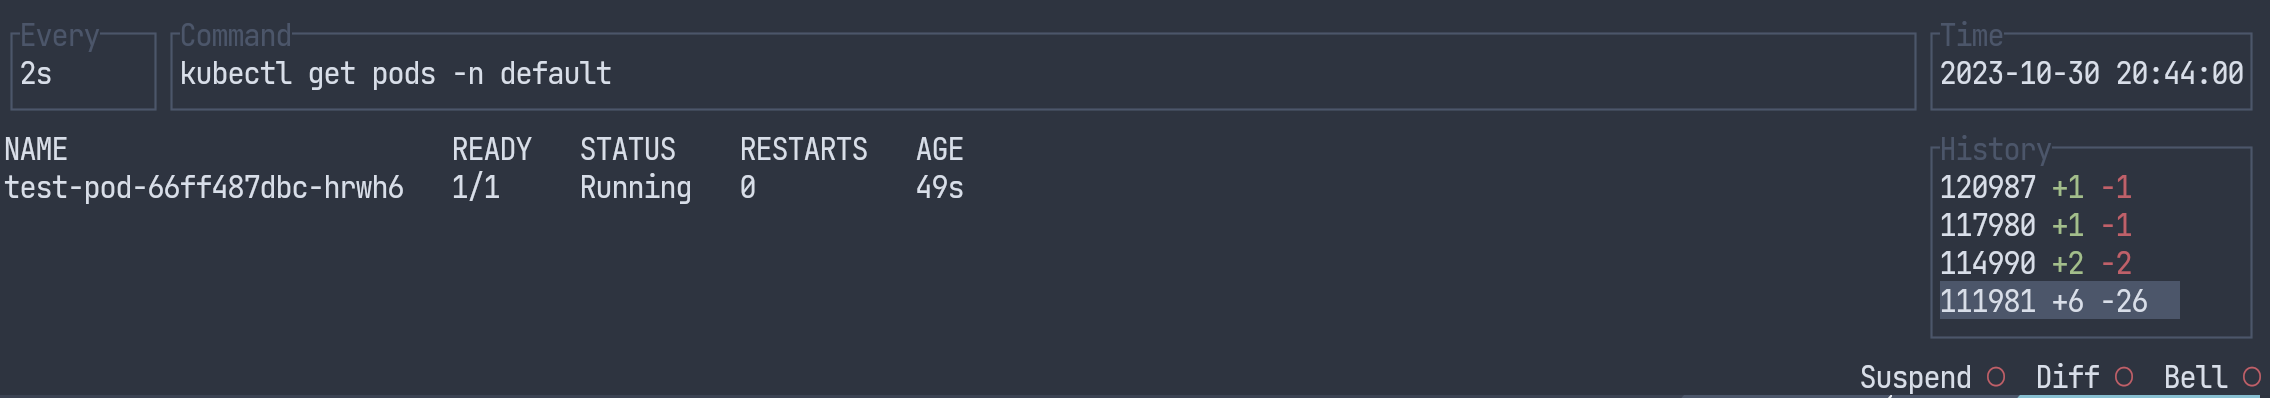 Every
2s
Command
kubectl get pods -n default
Time
2023-10-30 20:44:00
NAME READY STATUS RESTARTS AGE
test-pod-66ff487dbc-hrwh6 1/1 Running 0 49s
History
120987 +1 -1
117980 +1 -1
114990 +2 -2
111981 +6 -26
Suspend Diff Bell